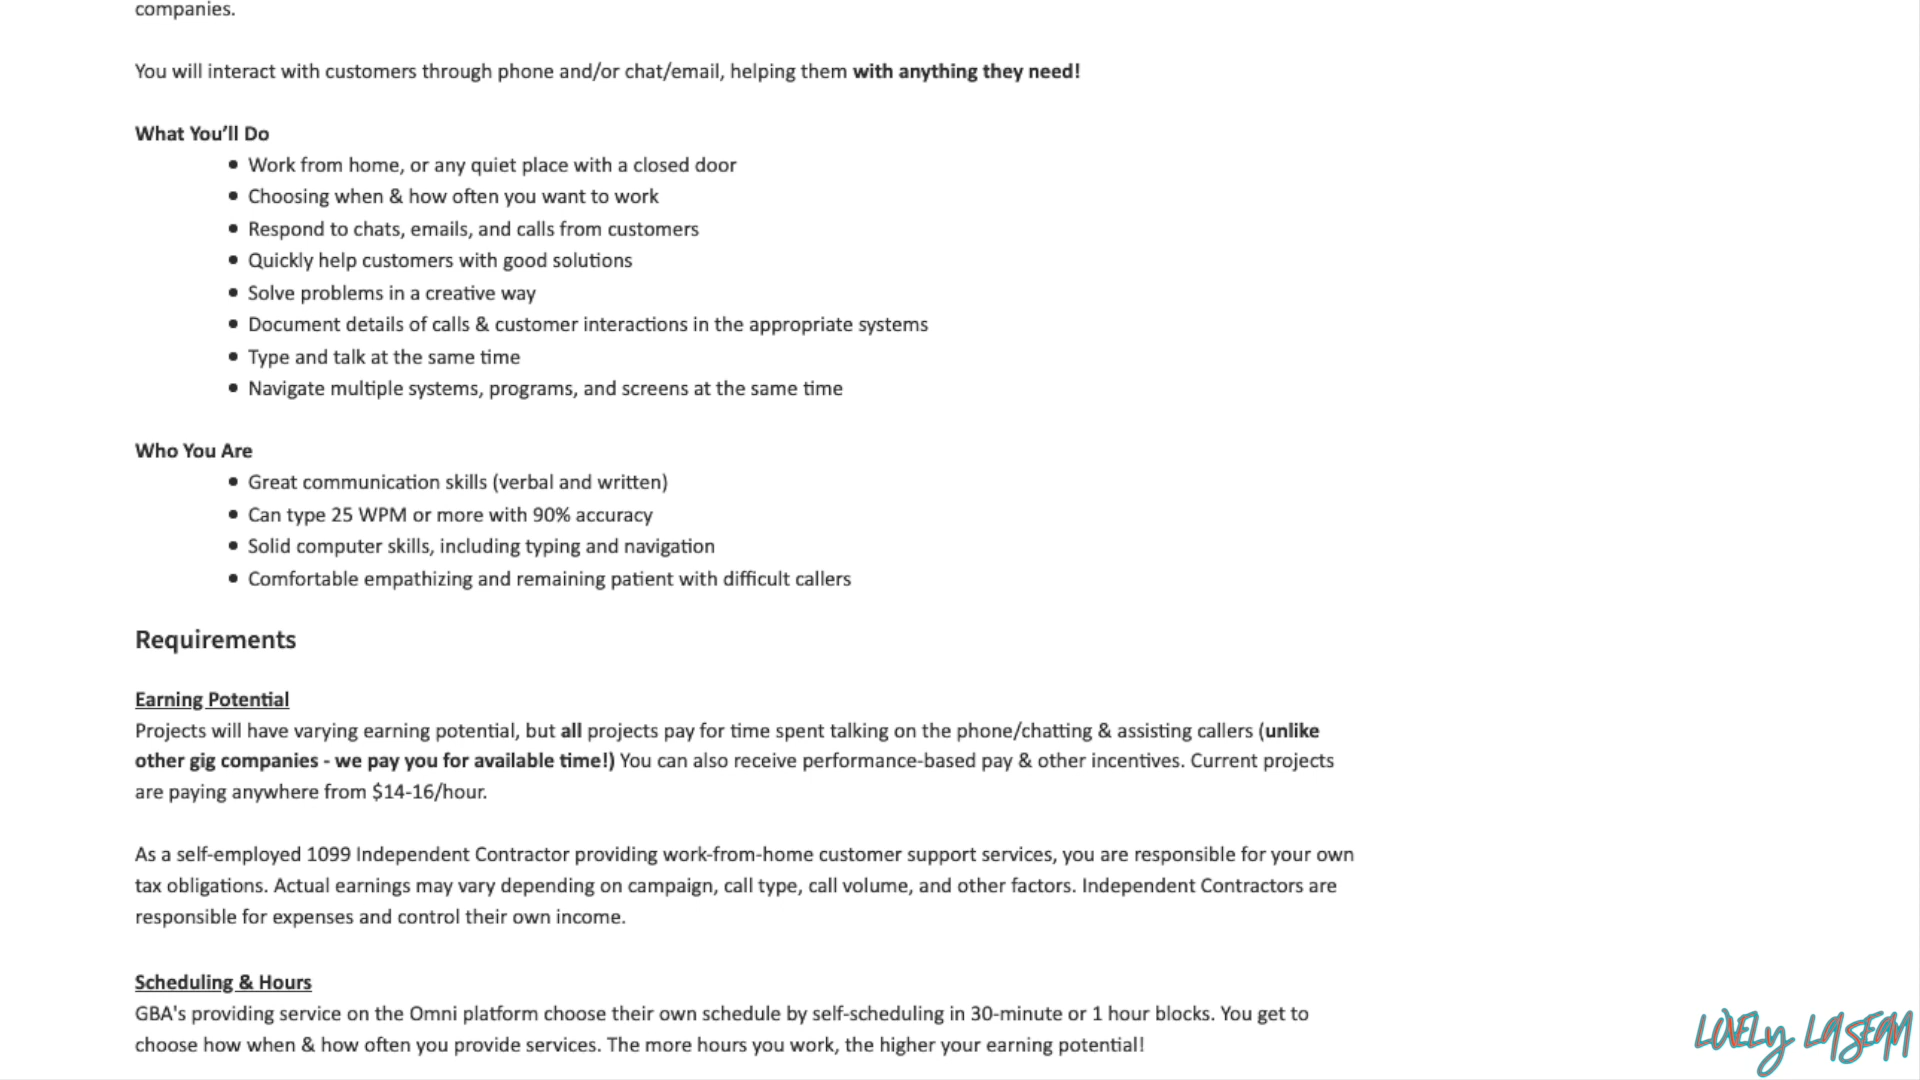 companies.
You will interact with customers through phone and/or chat/email, helping them with anything they need!
What You'll Do
• Work from home, or any quiet place with a closed door
• Choosing when & how often you want to work
• Respond to chats, emails, and calls from customers
• Quickly help customers with good solutions
• Solve problems in a creative way
• Document details of calls & customer interactions in the appropriate systems
• Type and talk at the same time
• Navigate multiple systems, programs, and screens at the same time
Who You Are
• Great communication skills (verbal and written)
• Can type 25 WPM or more with 90% accuracy
• Solid computer skills, including typing and navigation
• Comfortable empathizing and remaining patient with difficult callers
Requirements
Earning Potential
Projects will have varying earning potential, but all projects pay for time spent talking on the phone/chatting & assisting callers (unlike
other gig companies - we pay you for available time!) You can also receive performance-based pay & other incentives. Current projects
are paying anywhere from $14-16/hour.
As a self-employed 1099 Independent Contractor providing work-from-home customer support services, you are responsible for your own
tax obligations. Actual earnings may vary depending on campaign, call type, call volume, and other factors. Independent Contractors are
responsible for expenses and control their own income.
Scheduling & Hours
GBA's providing service on the Omni platform choose their own schedule by self-scheduling in 30-minute or 1 hour blocks. You get to
choose how when & how often you provide services. The more hours you work, the higher your earning potential!
LOVELy LASEAN